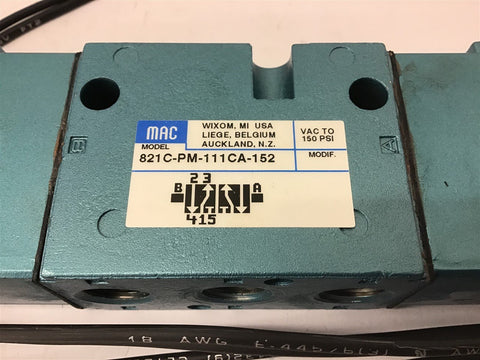 MAC
MODEL
WIXOM, MI USA
LIEGE, BELGIUM
AUCKLAND, N.Z.
VAC TO
150 PSI
821C-PM-111CA-152
MODIF.
2 3
B A
415
B
A
18 AWG